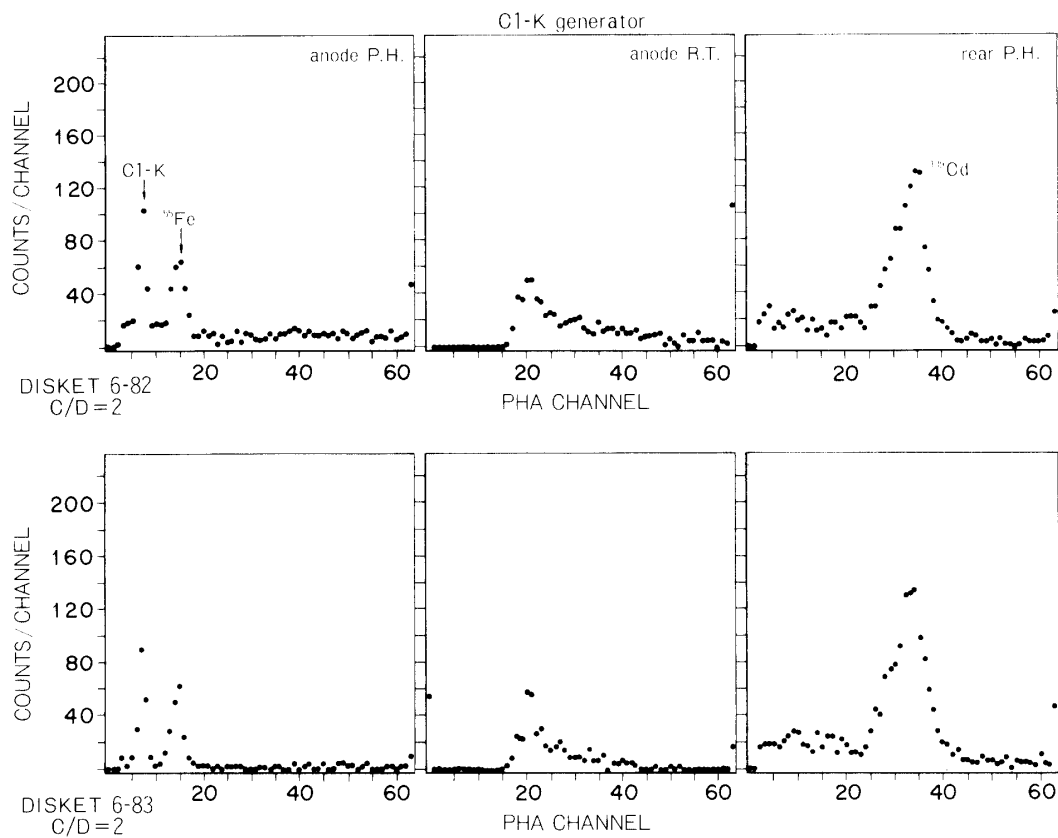 C1-K generator
anode P.H.
anode R.T.
rear P.H.
COUNTS/CHANNEL
200
160
120
80
40
C1-K
Fe
Cd
20 40 60
20 40 60
20 40 60
DISKET 6-82
C/D=2
PHA CHANNEL
COUNTS/CHANNEL
200
160
120
80
40
20 40 60
20 40 60
20 40 60
DISKET 6-83
C/D=2
PHA CHANNEL